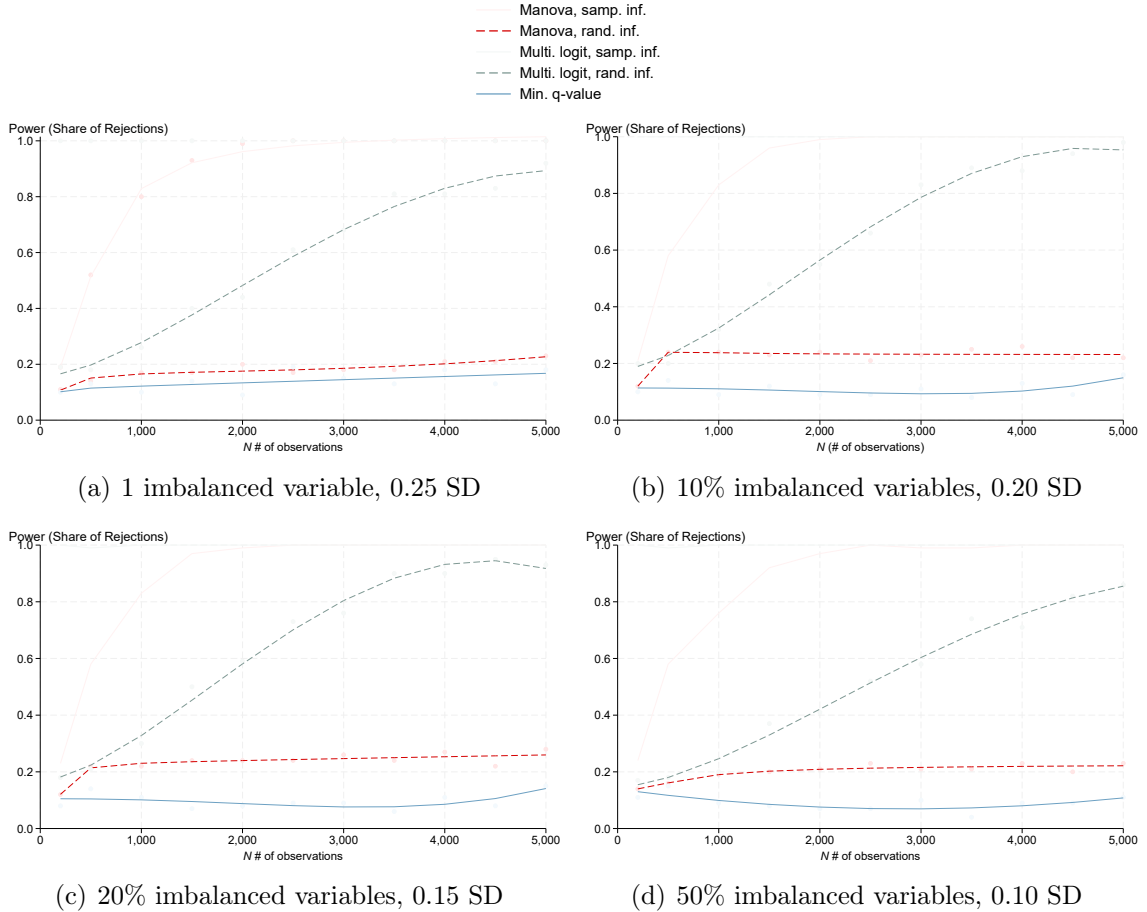 Manova, samp. inf.
Manova, rand. inf.
Multi. logit, samp. inf.
Multi. logit, rand. inf.
Min. q-value
Power (Share of Rejections)
1.0
0.8
0.6
0.4
0.2
0.0
0 1,000 2,000 3,000 4,000 5,000
N # of observations
(a) 1 imbalanced variable, 0.25 SD
Power (Share of Rejections)
1.0
0.8
0.6
0.4
0.2
0.0
0 1,000 2,000 3,000 4,000 5,000
N (# of observations)
(b) 10% imbalanced variables, 0.20 SD
Power (Share of Rejections)
1.0
0.8
0.6
0.4
0.2
0.0
0 1,000 2,000 3,000 4,000 5,000
N # of observations
(c) 20% imbalanced variables, 0.15 SD
Power (Share of Rejections)
1.0
0.8
0.6
0.4
0.2
0.0
0 1,000 2,000 3,000 4,000 5,000
N # of observations
(d) 50% imbalanced variables, 0.10 SD